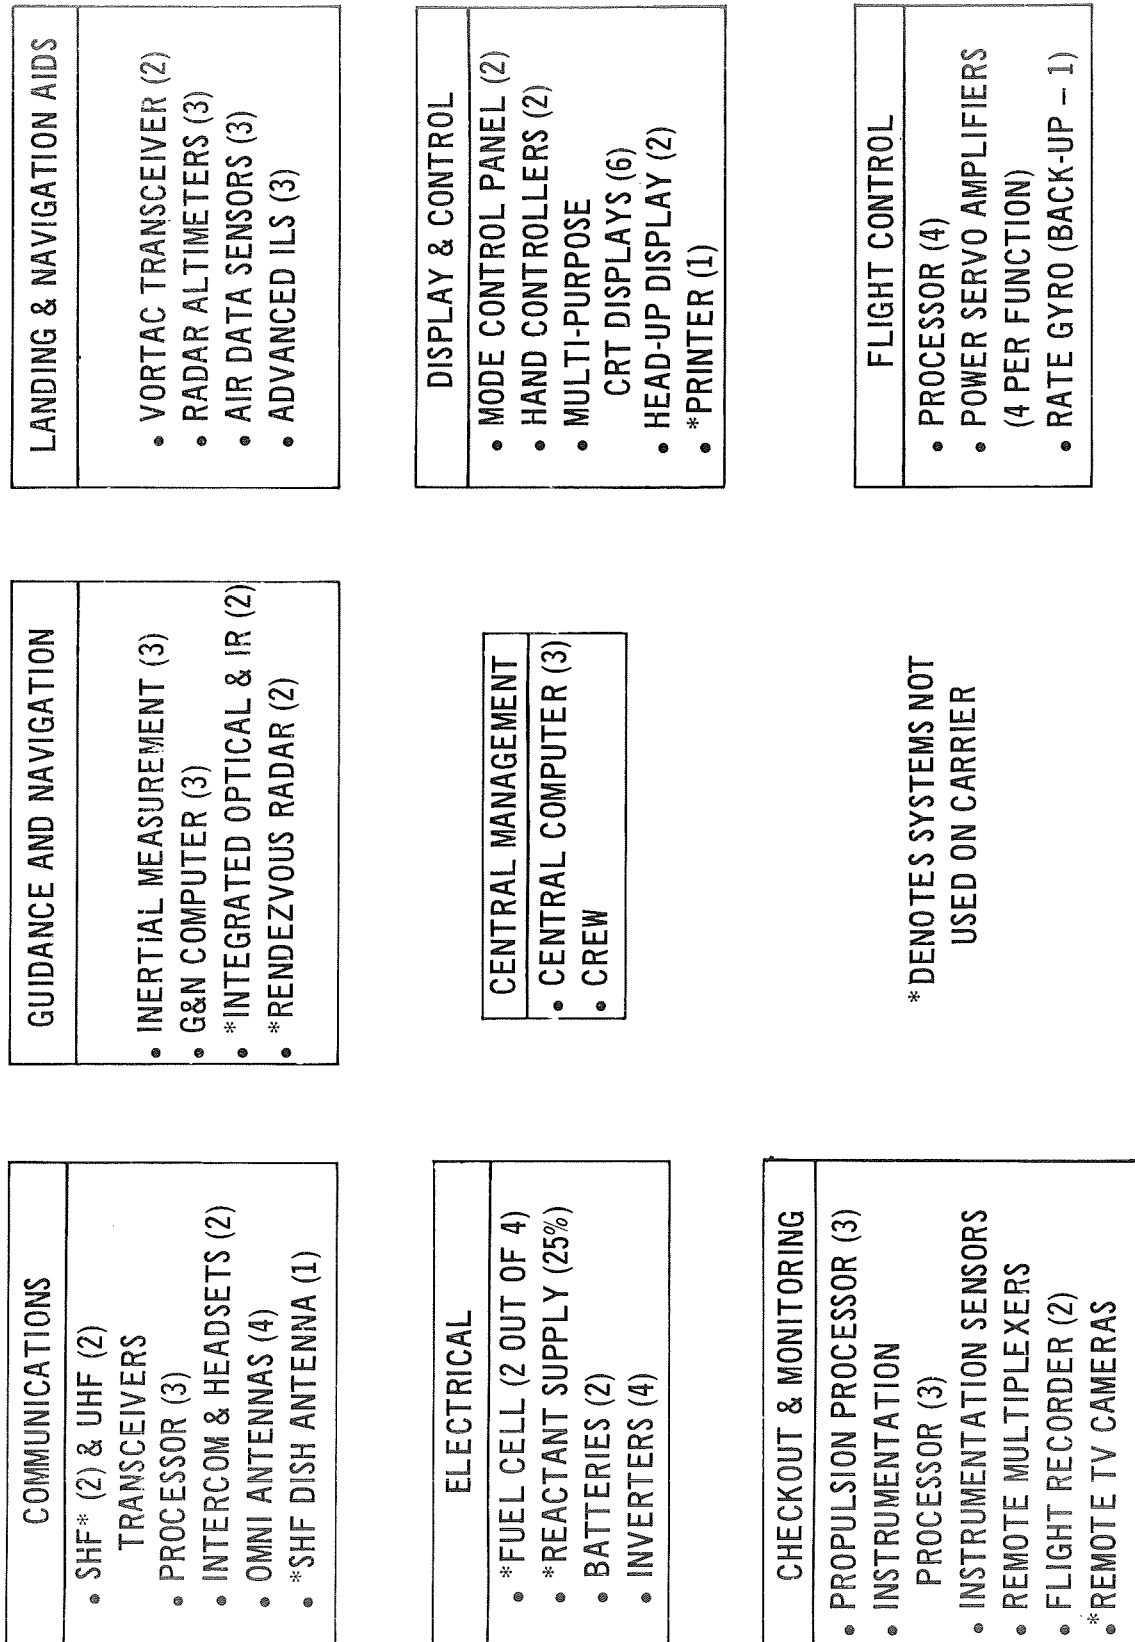 COMMUNICATIONS
• SHF* (2) & UHF (2)
TRANSCEIVERS
• PROCESSOR (3)
• INTERCOM & HEADSETS (2)
• OMNI ANTENNAS (4)
• *SHF DISH ANTENNA (1)
GUIDANCE AND NAVIGATION
• INERTIAL MEASUREMENT (3)
• G&N COMPUTER (3)
• *INTEGRATED OPTICAL & IR (2)
• *RENDEZVOUS RADAR (2)
LANDING & NAVIGATION AIDS
• VORTAC TRANSCEIVER (2)
• RADAR ALTIMETERS (3)
• AIR DATA SENSORS (3)
• ADVANCED ILS (3)
ELECTRICAL
• *FUEL CELL (2 OUT OF 4)
• *REACTANT SUPPLY (25%)
• BATTERIES (2)
• INVERTERS (4)
CENTRAL MANAGEMENT
• CENTRAL COMPUTER (3)
• CREW
DISPLAY & CONTROL
• MODE CONTROL PANEL (2)
• HAND CONTROLLERS (2)
• MULTI-PURPOSE
CRT DISPLAYS (6)
• HEAD-UP DISPLAY (2)
• *PRINTER (1)
CHECKOUT & MONITORING
• PROPULSION PROCESSOR (3)
• INSTRUMENTATION
PROCESSOR (3)
• INSTRUMENTATION SENSORS
• REMOTE MULTIPLEXERS
• FLIGHT RECORDER (2)
• *REMOTE TV CAMERAS
*DENOTES SYSTEMS NOT
USED ON CARRIER
FLIGHT CONTROL
• PROCESSOR (4)
• POWER SERVO AMPLIFIERS
(4 PER FUNCTION)
• RATE GYRO (BACK-UP – 1)